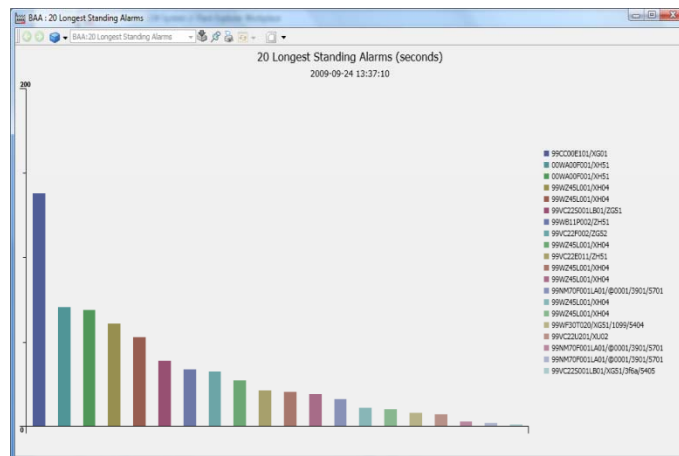 BAA : 20 Longest Standing Alarms
BAA:20 Longest Standing Alarms
20 Longest Standing Alarms (seconds)
2009-09-24 13:37:10
200
0
99CC00E101/XG01
00WA00F001/XH51
00WA00F001/XH51
99WZ45L001/XH04
99WZ45L001/XH04
99VC22S001LB01/ZG51
99WB11P002/ZH51
99VC22F002/ZG52
99WZ45L001/XH04
99VC22E011/ZH51
99WZ45L001/XH04
99WZ45L001/XH04
99NM70F001LA01/@0001/3901/5701
99WZ45L001/XH04
99WZ45L001/XH04
99WF30T020/XG51/1099/5404
99VC22U201/XU02
99NM70F001LA01/@0001/3901/5701
99NM70F001LA01/@0001/3901/5701
99VC22S001LB01/XG51/3f6a/5405